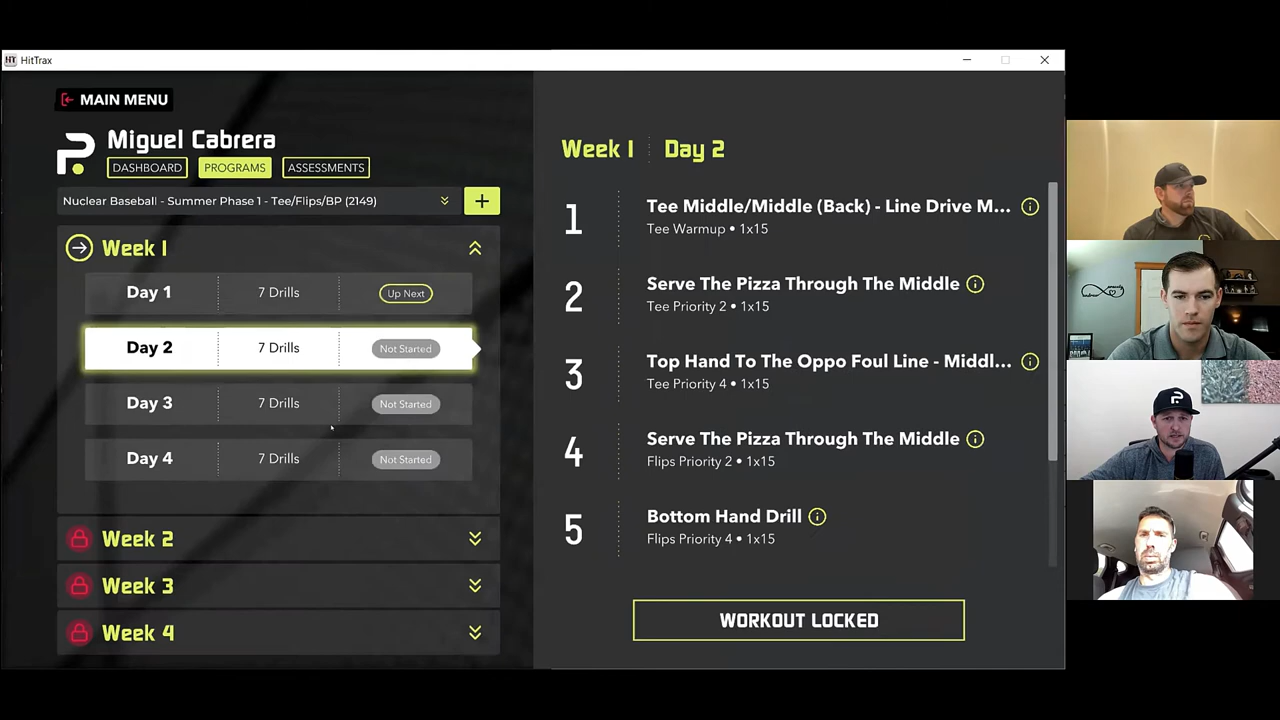 HitTrax
MAIN MENU
Miguel Cabrera
DASHBOARD PROGRAMS ASSESSMENTS
Nuclear Baseball - Summer Phase 1 - Tee/Flips/BP (2149)
Week 1
Day 1 7 Drills Up Next
Day 2 7 Drills Not Started
Day 3 7 Drills Not Started
Day 4 7 Drills Not Started
Week 2
Week 3
Week 4
Week 1 Day 2
1 Tee Middle/Middle (Back) - Line Drive M...
Tee Warmup • 1x15
2 Serve The Pizza Through The Middle
Tee Priority 2 • 1x15
3 Top Hand To The Oppo Foul Line - Middl...
Tee Priority 4 • 1x15
4 Serve The Pizza Through The Middle
Flips Priority 2 • 1x15
5 Bottom Hand Drill
Flips Priority 4 • 1x15
WORKOUT LOCKED